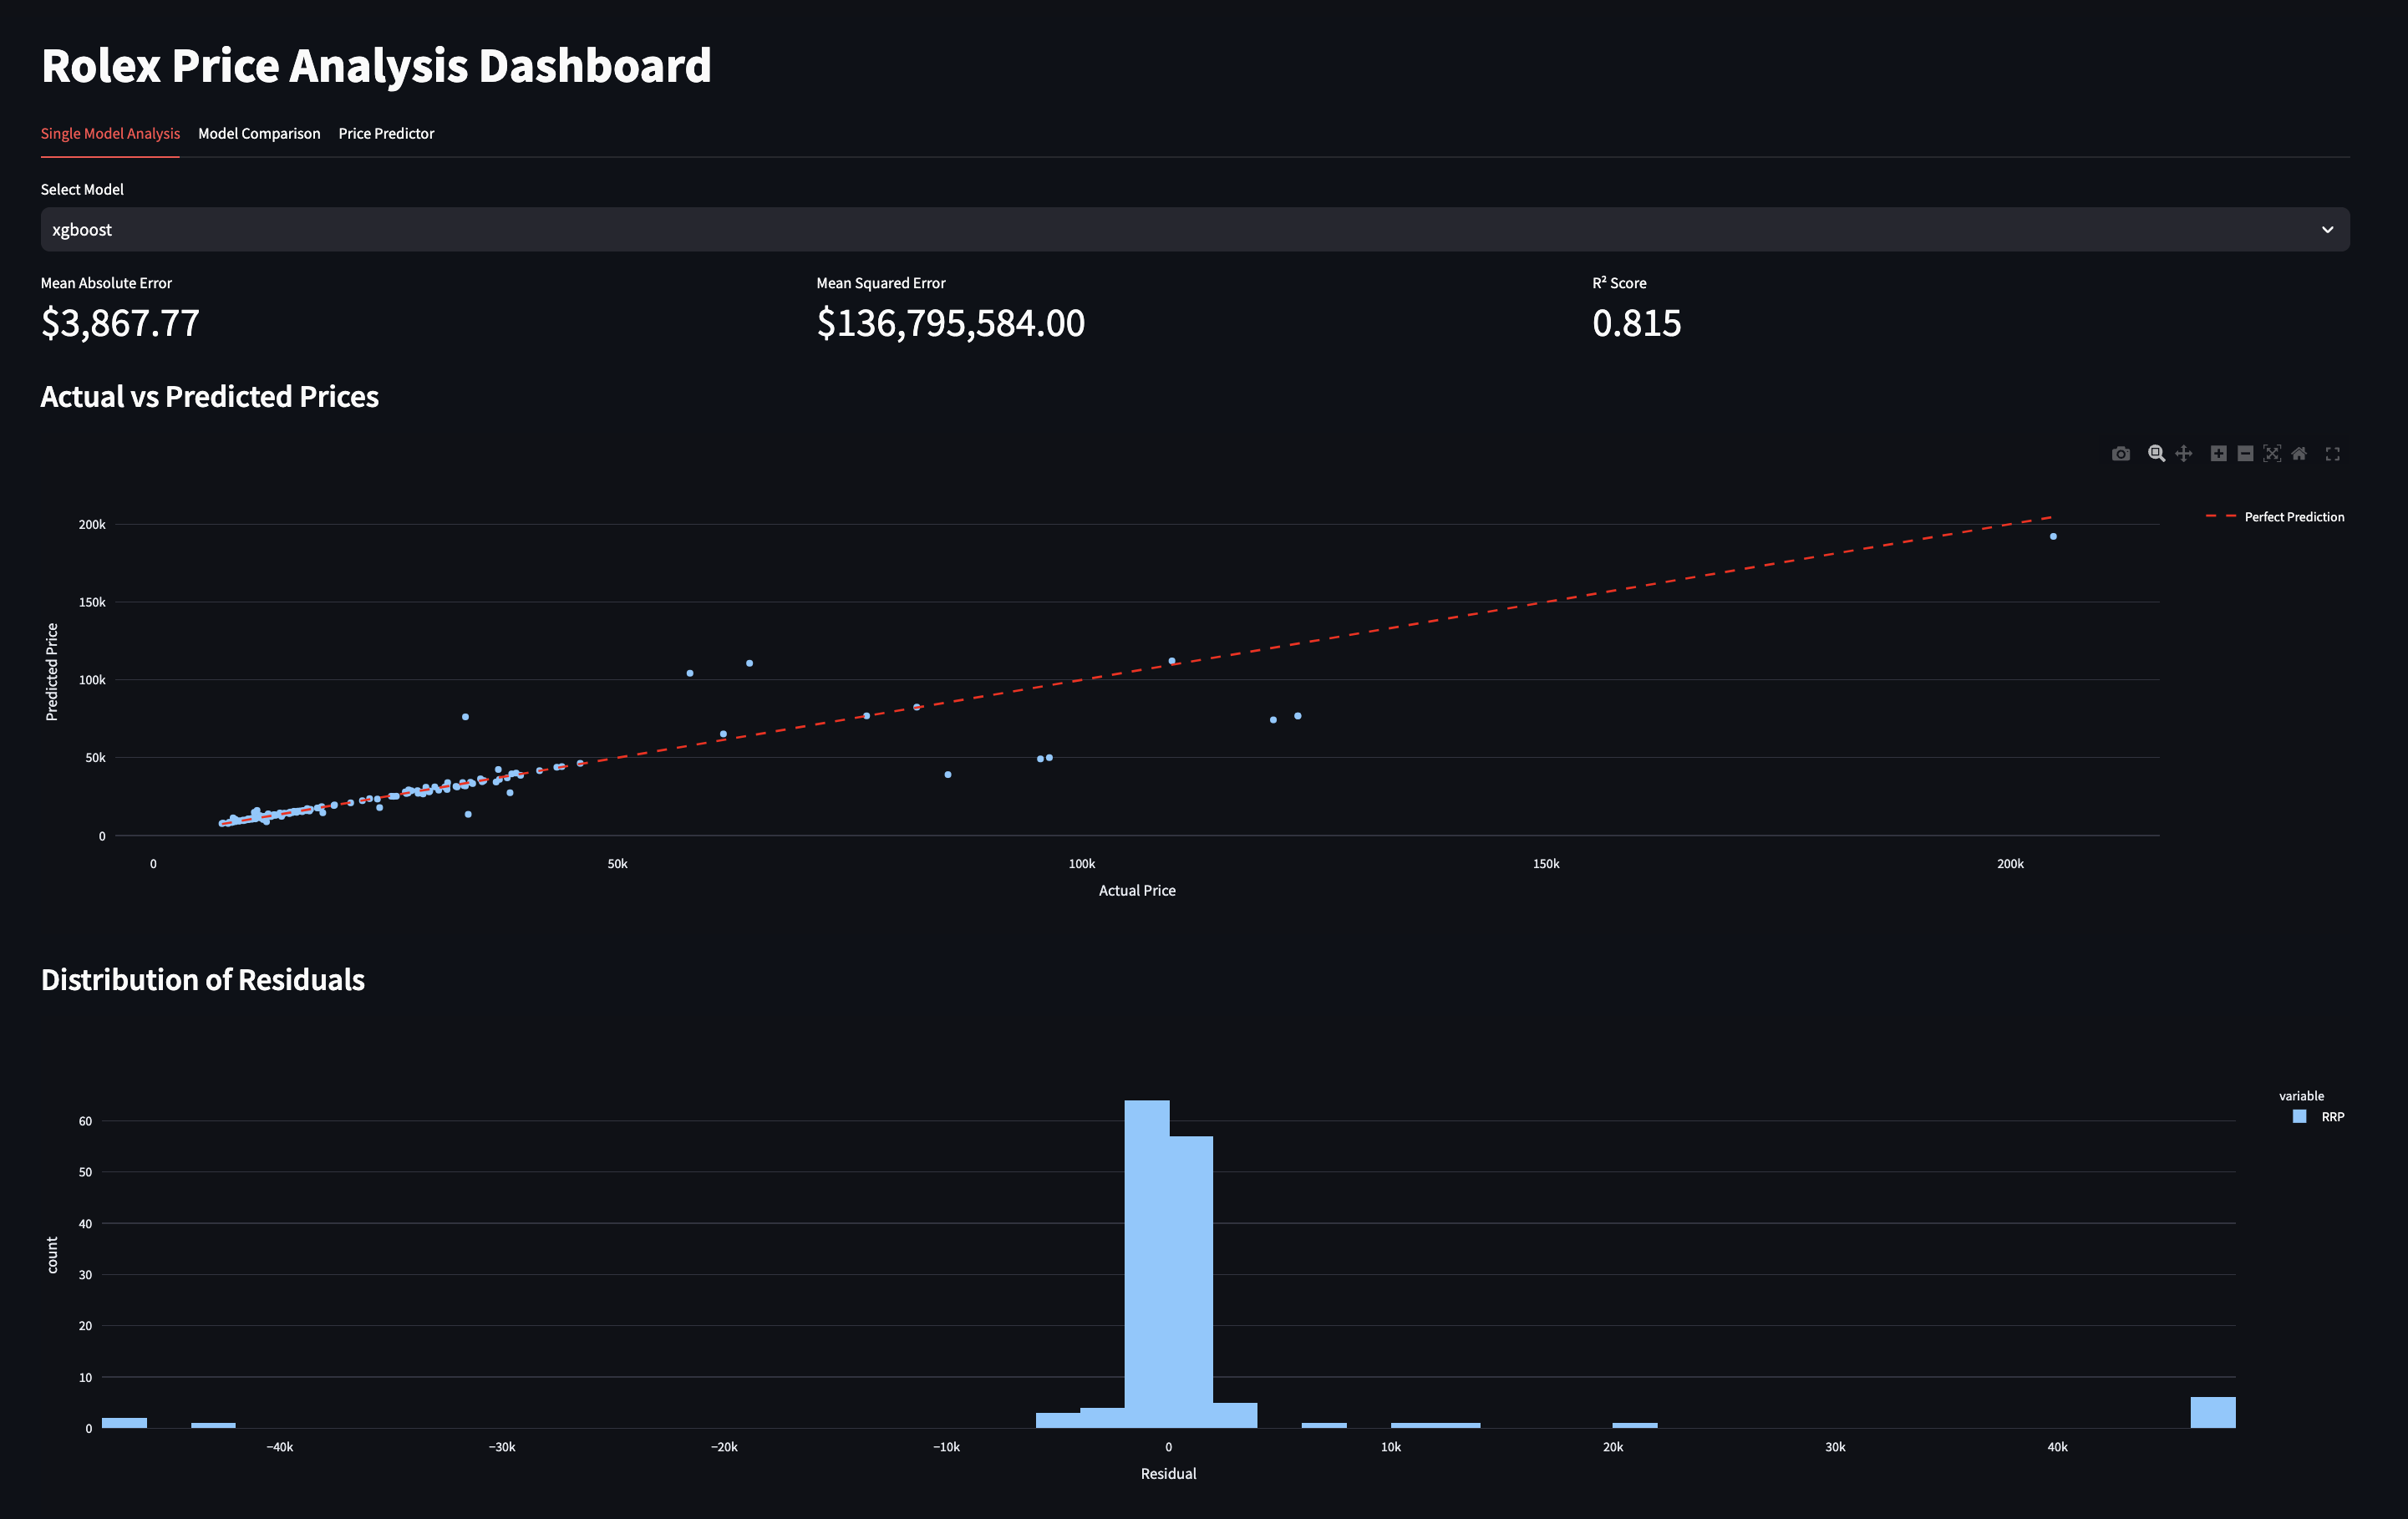 Rolex Price Analysis Dashboard
Single Model Analysis Model Comparison Price Predictor
Select Model
xgboost
Mean Absolute Error
$3,867.77
Mean Squared Error
$136,795,584.00
R² Score
0.815
Actual vs Predicted Prices
Perfect Prediction
200k
150k
100k
50k
0
Predicted Price
0 50k 100k 150k 200k
Actual Price
Distribution of Residuals
variable
RRP
60
50
40
30
20
10
0
count
−40k −30k −20k −10k 0 10k 20k 30k 40k
Residual